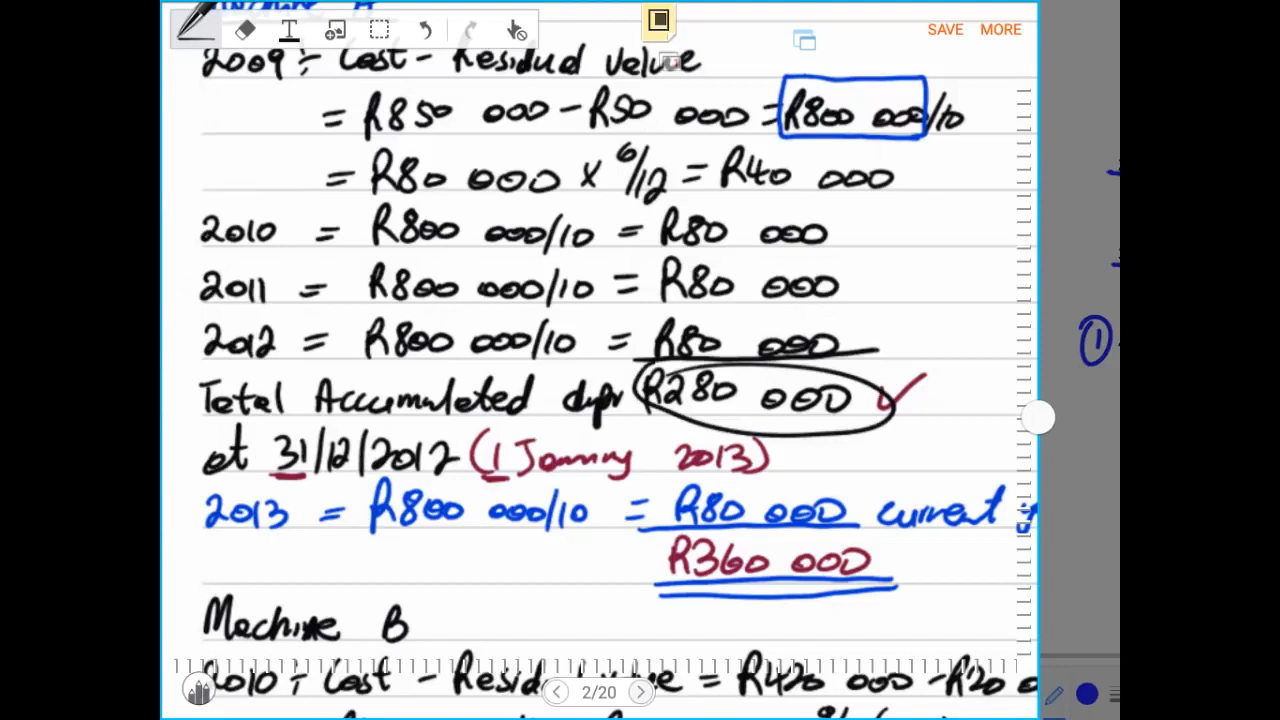 SAVE MORE
2009 ÷ Cost - Residual value
= R850 000 - R50 000 = R800 000/10
= R80 000 x 6/12 = R40 000
2010 = R800 000/10 = R80 000
2011 = R800 000/10 = R80 000
2012 = R800 000/10 = R80 000
Total Accumulated depr R280 000 ✓
at 31/12/2012 (1 January 2013)
2013 = R800 000/10 = R80 000 current
R360 000
Machine B
2010 ÷ Cost - = R420 000 - R20
2/20
①